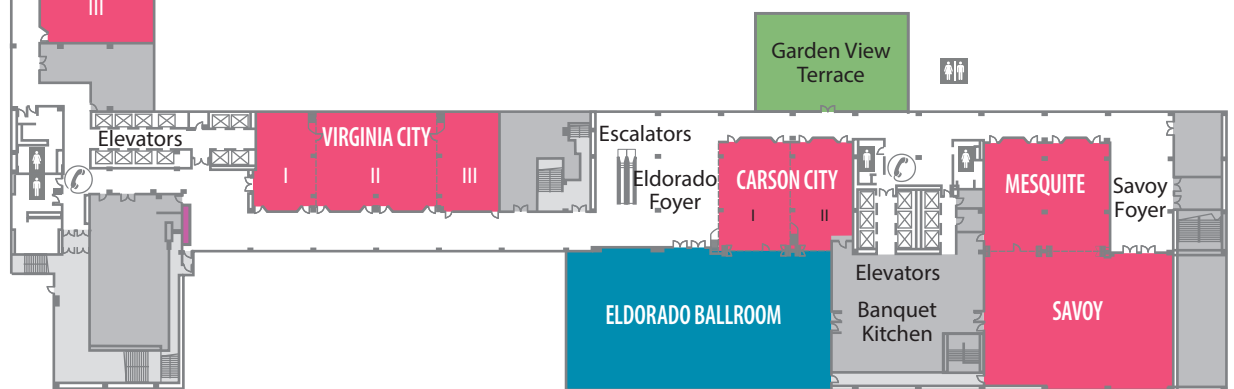 III
Garden View
Terrace
Elevators
VIRGINIA CITY
I
II
III
Escalators
Eldorado
Foyer
CARSON CITY
I
II
MESQUITE
Savoy
Foyer
ELDORADO BALLROOM
Elevators
Banquet
Kitchen
SAVOY